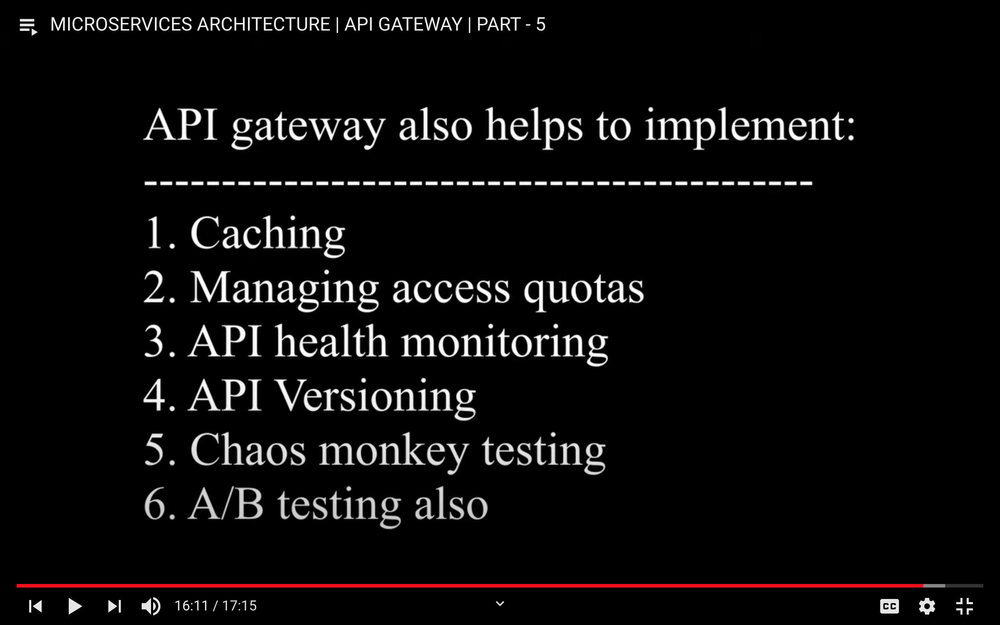 MICROSERVICES ARCHITECTURE | API GATEWAY | PART - 5
API gateway also helps to implement:
-------------------------------------------
1. Caching
2. Managing access quotas
3. API health monitoring
4. API Versioning
5. Chaos monkey testing
6. A/B testing also
16:11 / 17:15
CC